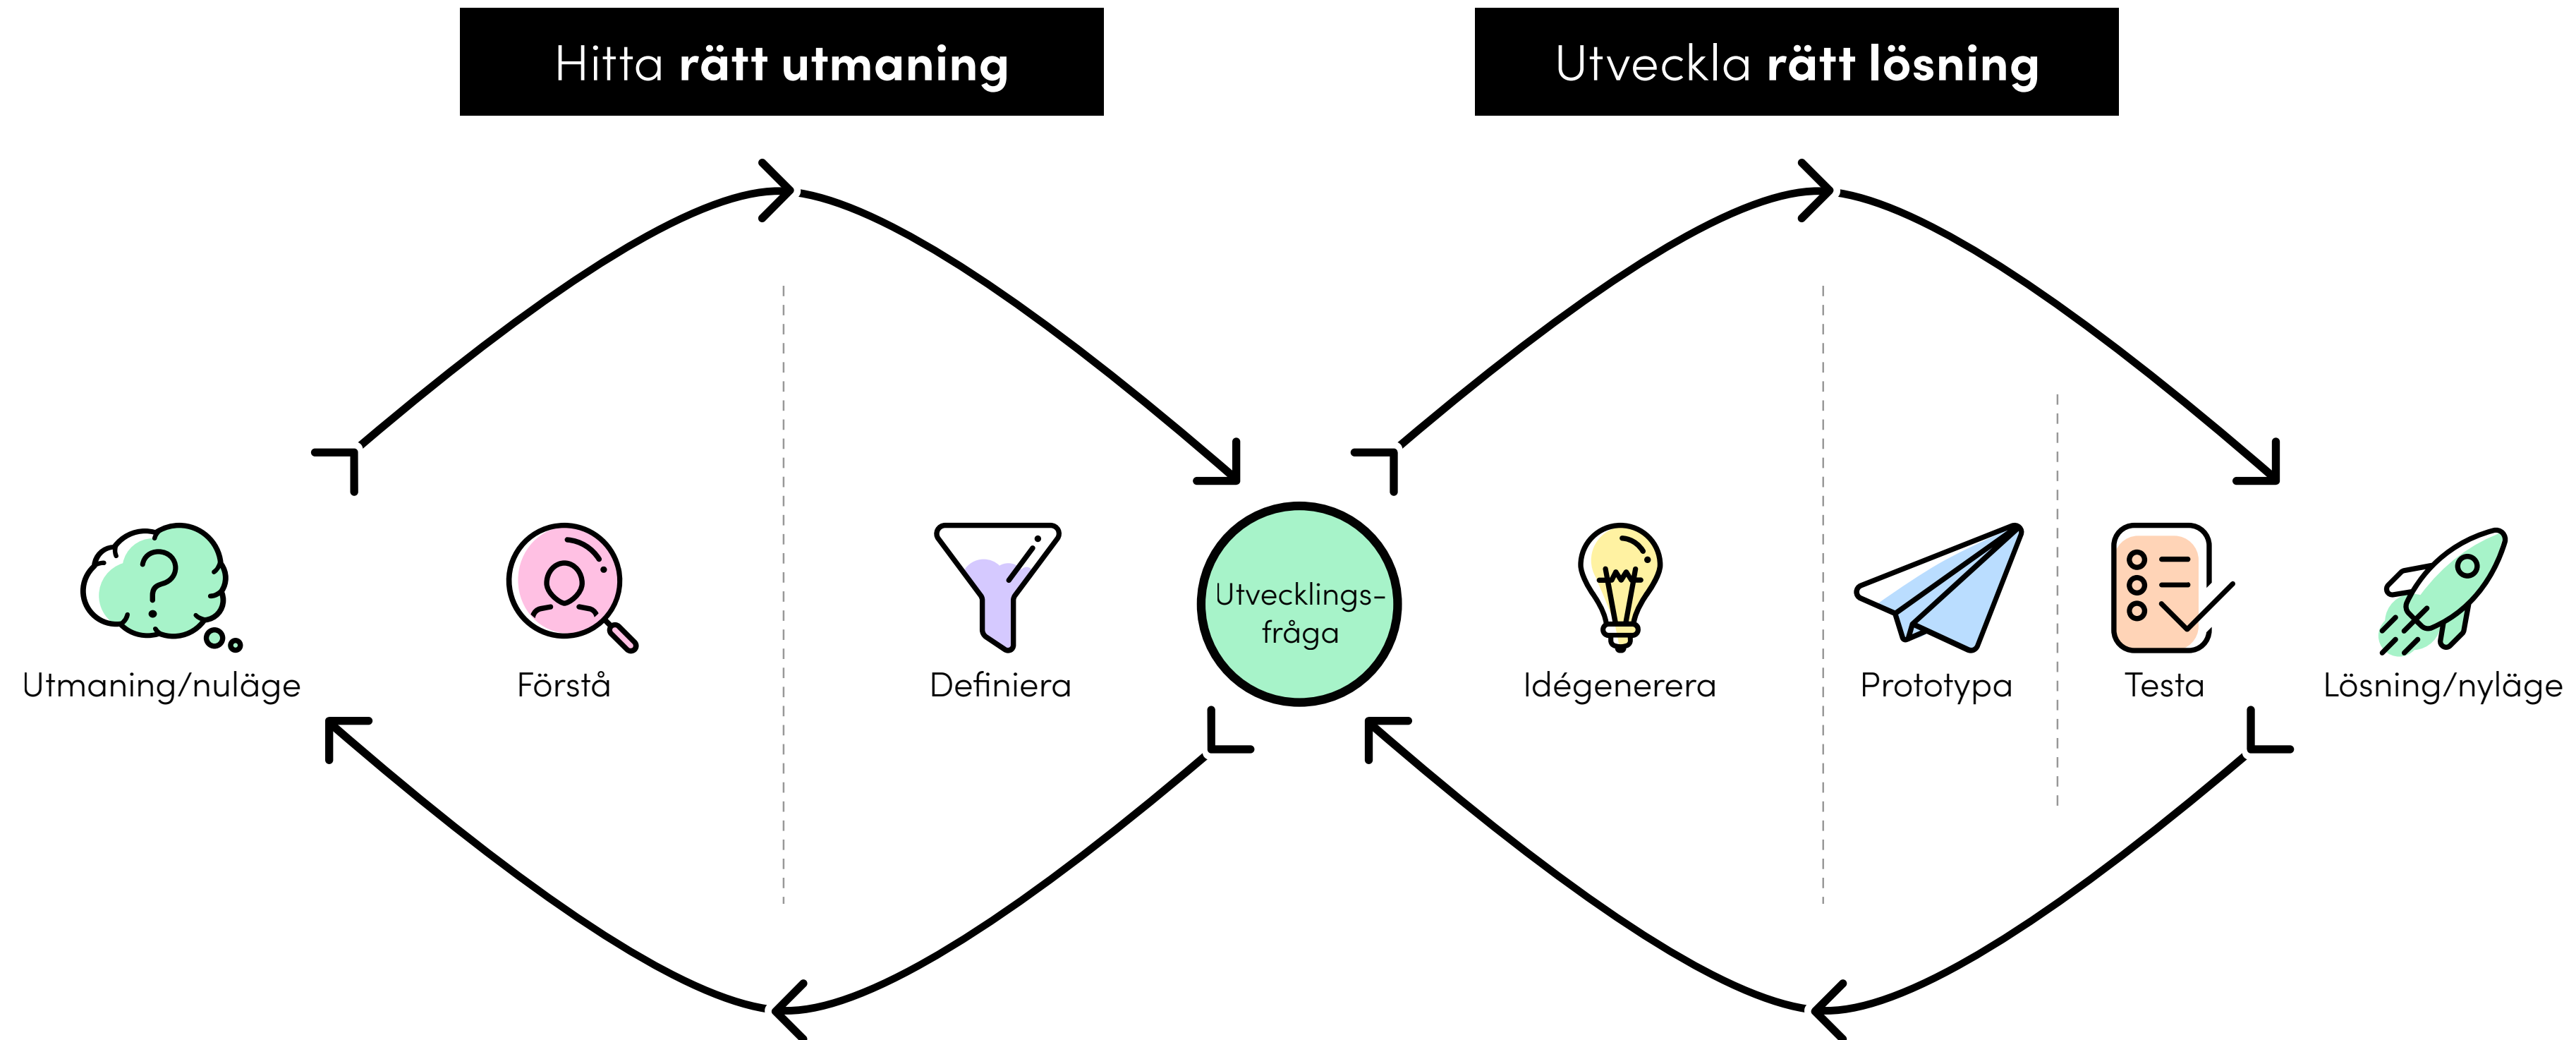 Hitta rätt utmaning
Utveckla rätt lösning
Utmaning/nuläge
Förstå
Definiera
Utvecklings-
fråga
Idégenerera
Prototypa
Testa
Lösning/nyläge